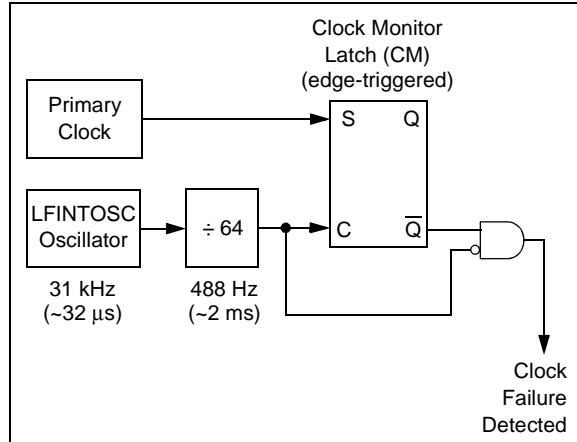 Clock Monitor
Latch (CM)
(edge-triggered)
Primary
Clock
S
Q
LFINTOSC
Oscillator
÷ 64
C
Q̅
31 kHz
(~32 μs)
488 Hz
(~2 ms)
Clock
Failure
Detected